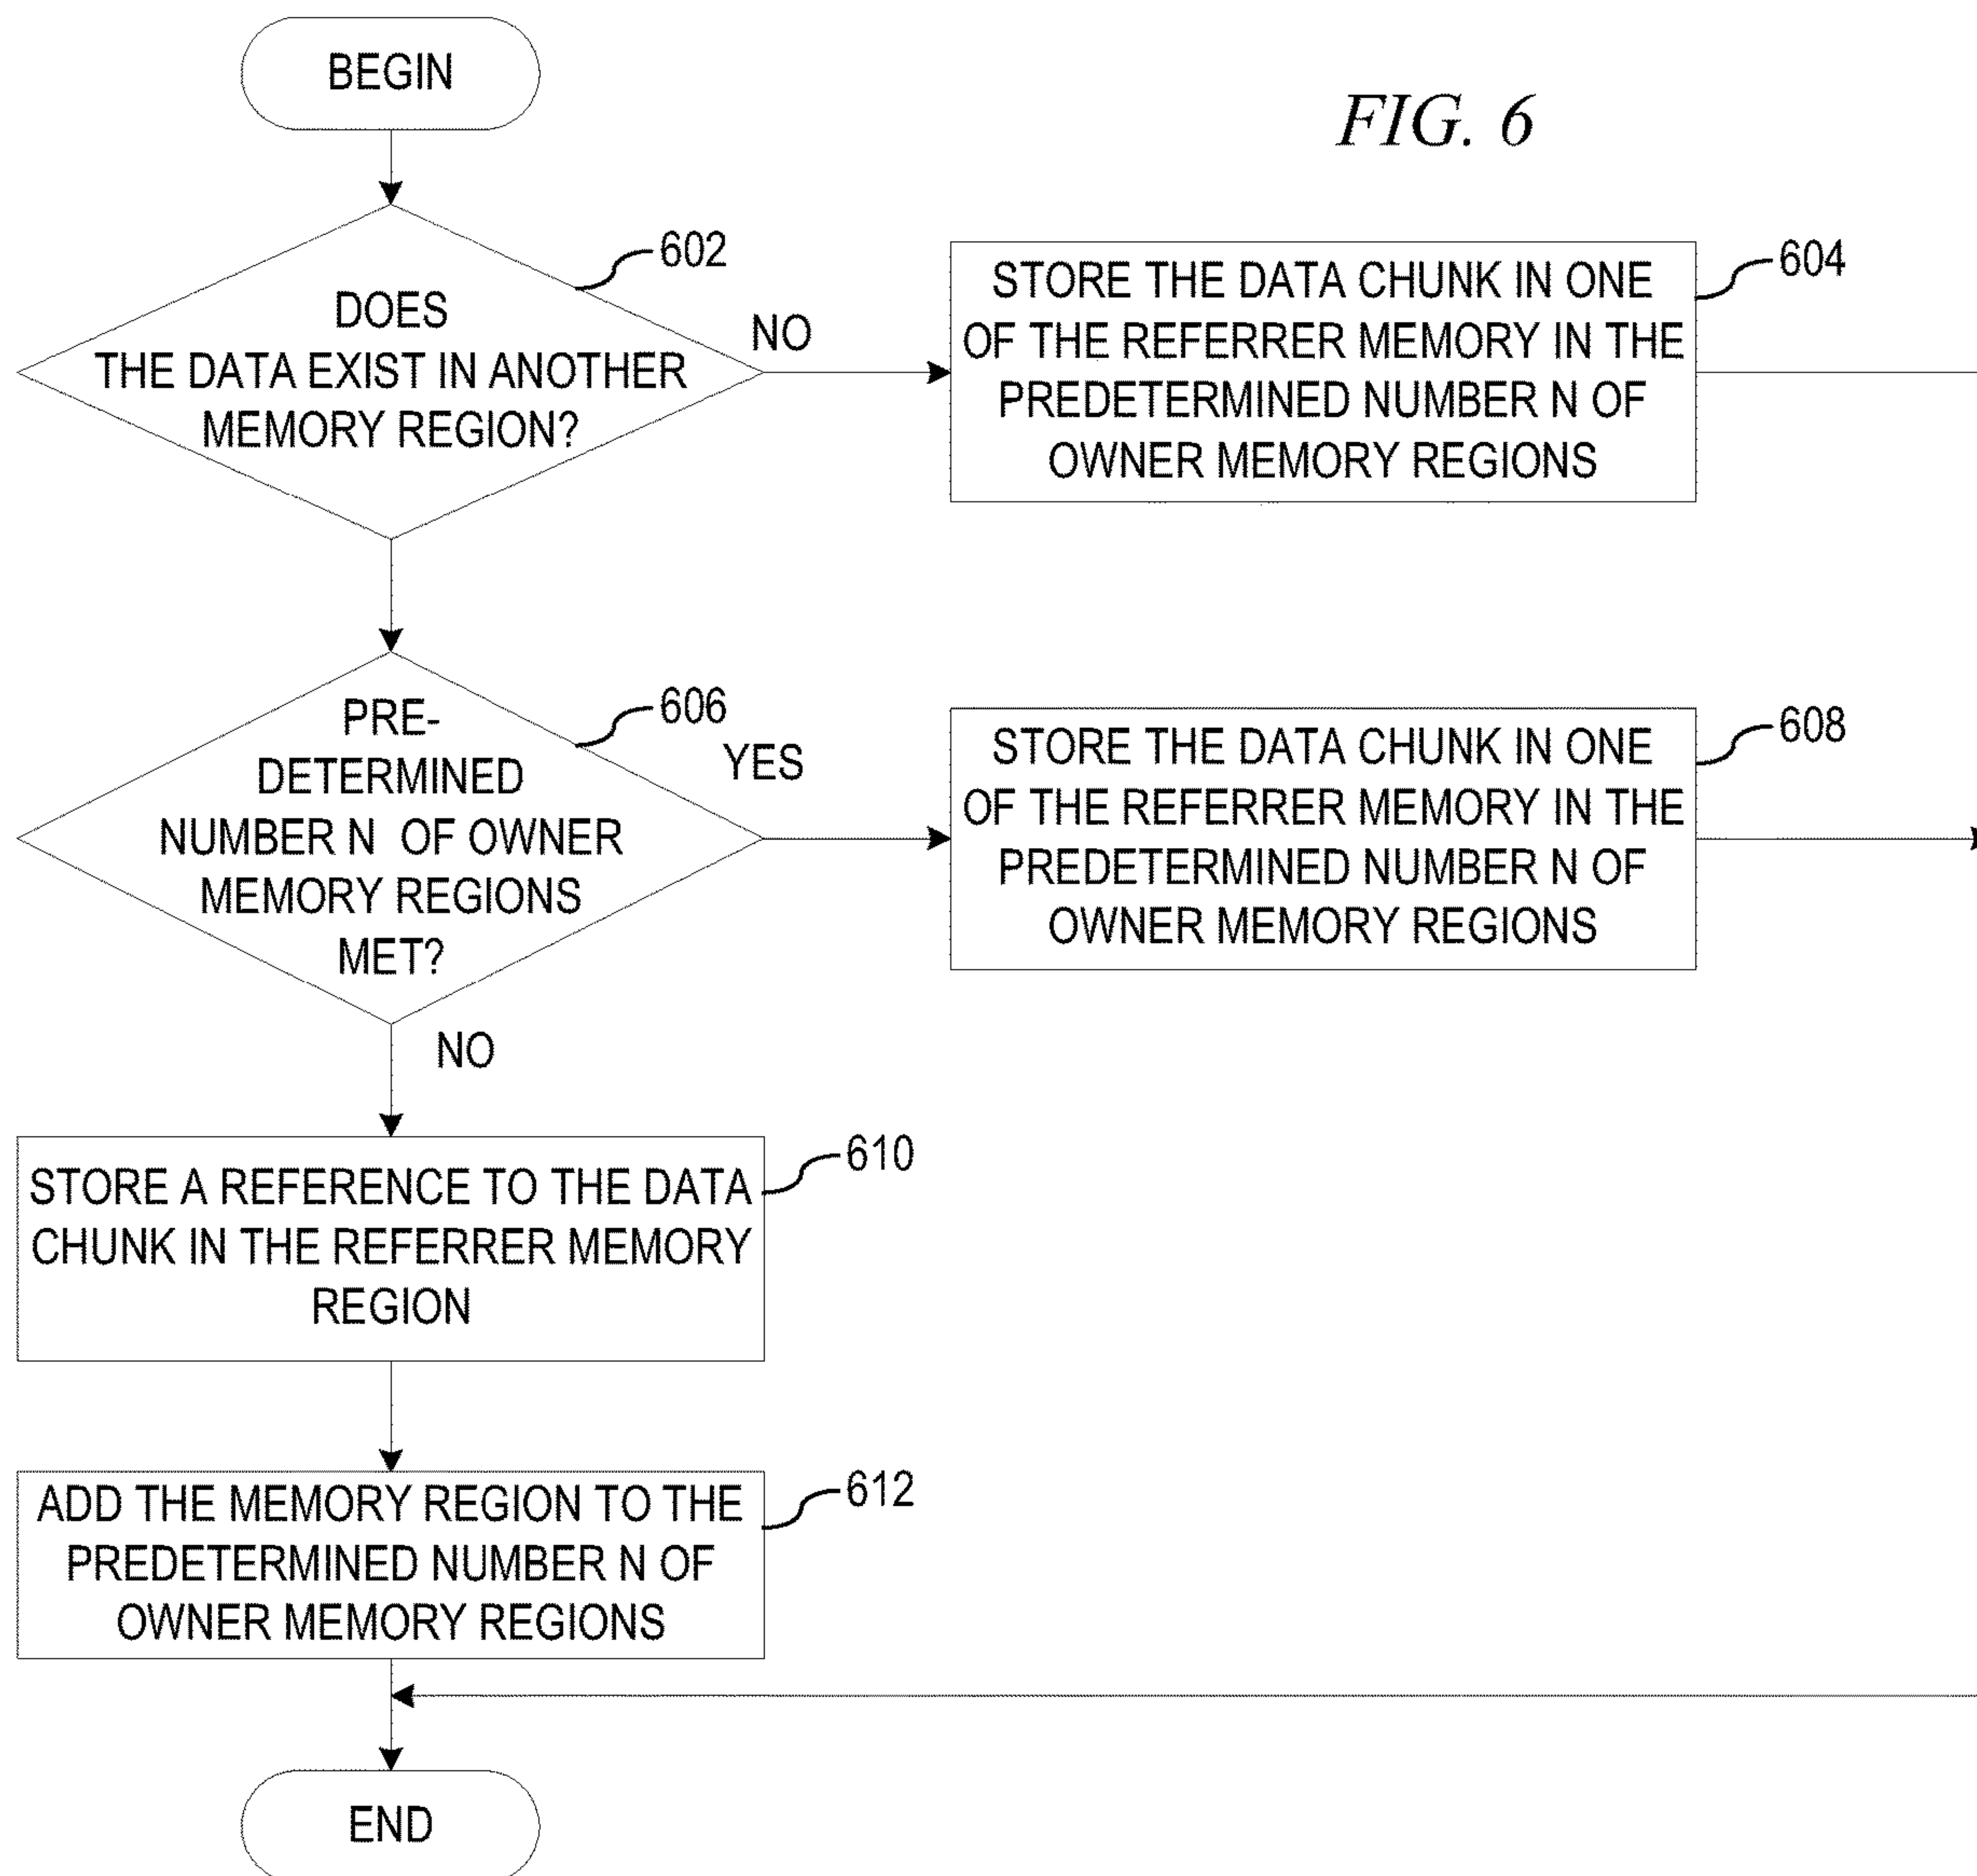 BEGIN
FIG. 6
602
DOES
THE DATA EXIST IN ANOTHER
MEMORY REGION?
NO
604
STORE THE DATA CHUNK IN ONE
OF THE REFERRER MEMORY IN THE
PREDETERMINED NUMBER N OF
OWNER MEMORY REGIONS
606
PRE-
DETERMINED
NUMBER N OF OWNER
MEMORY REGIONS
MET?
YES
608
STORE THE DATA CHUNK IN ONE
OF THE REFERRER MEMORY IN THE
PREDETERMINED NUMBER N OF
OWNER MEMORY REGIONS
NO
610
STORE A REFERENCE TO THE DATA
CHUNK IN THE REFERRER MEMORY
REGION
612
ADD THE MEMORY REGION TO THE
PREDETERMINED NUMBER N OF
OWNER MEMORY REGIONS
END